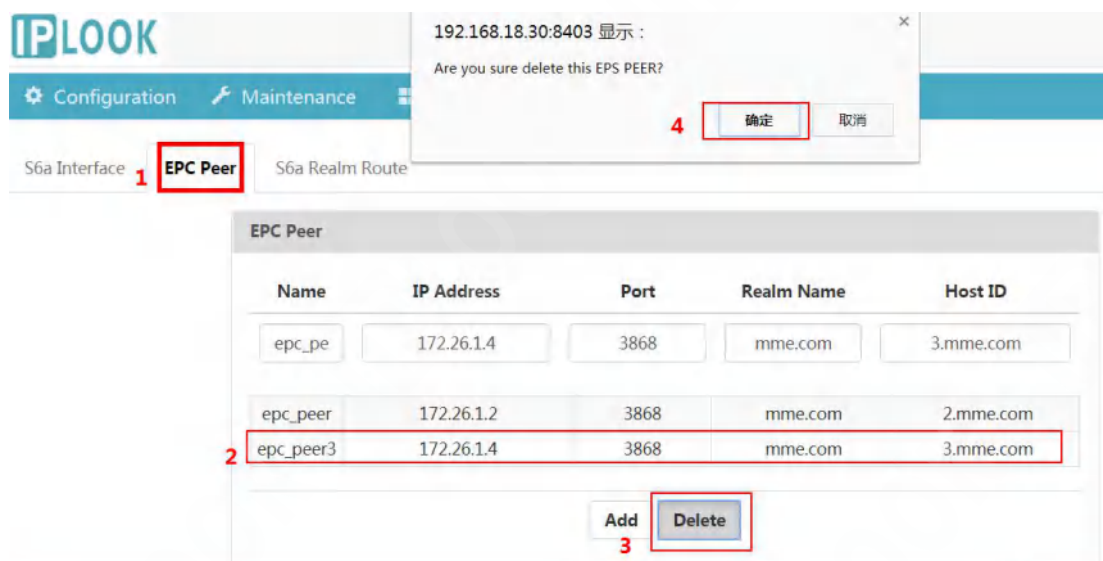 IPLOOK
192.168.18.30:8403 显示：
×
Are you sure delete this EPS PEER?
Configuration Maintenance
4 确定 取消
S6a Interface 1 EPC Peer S6a Realm Route
EPC Peer
Name IP Address Port Realm Name Host ID
epc_pe 172.26.1.4 3868 mme.com 3.mme.com
epc_peer 172.26.1.2 3868 mme.com 2.mme.com
2 epc_peer3 172.26.1.4 3868 mme.com 3.mme.com
Add Delete
3